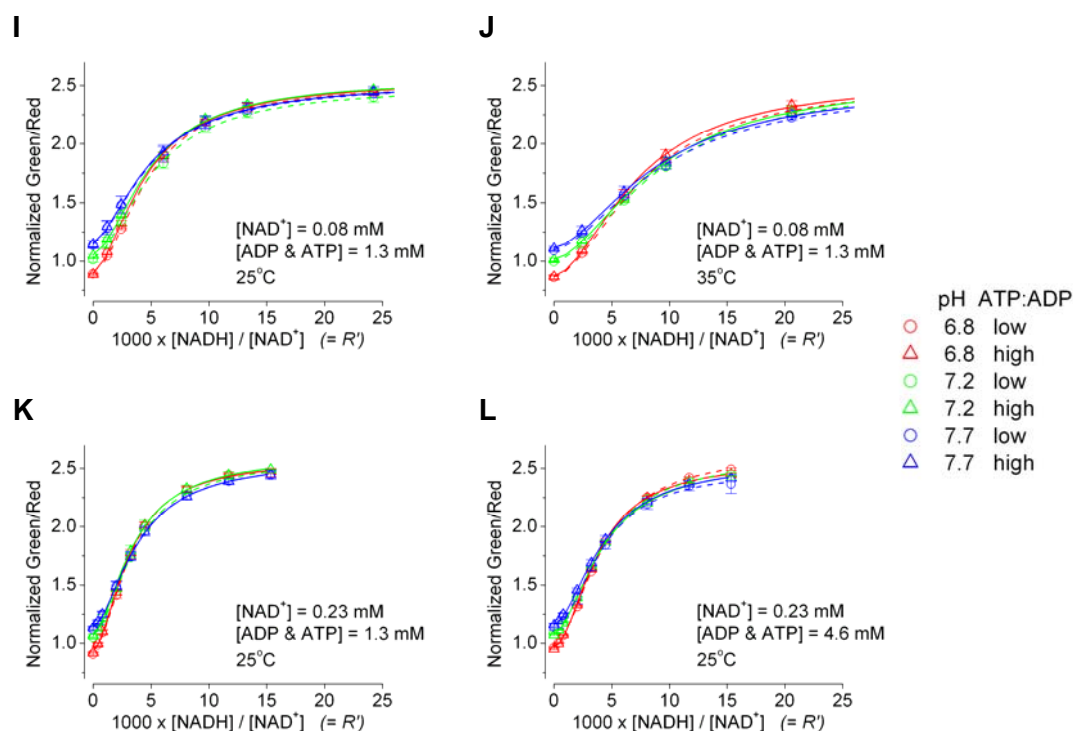 I
Normalized Green/Red
2.5
2.0
1.5
1.0
[NAD⁺] = 0.08 mM
[ADP & ATP] = 1.3 mM
25°C
0 5 10 15 20 25
1000 x [NADH] / [NAD⁺] (= R')
J
Normalized Green/Red
2.5
2.0
1.5
1.0
[NAD⁺] = 0.08 mM
[ADP & ATP] = 1.3 mM
35°C
0 5 10 15 20 25
1000 x [NADH] / [NAD⁺] (= R')
pH ATP:ADP
6.8 low
6.8 high
7.2 low
7.2 high
7.7 low
7.7 high
K
Normalized Green/Red
2.5
2.0
1.5
1.0
[NAD⁺] = 0.23 mM
[ADP & ATP] = 1.3 mM
25°C
0 5 10 15 20 25
1000 x [NADH] / [NAD⁺] (= R')
L
Normalized Green/Red
2.5
2.0
1.5
1.0
[NAD⁺] = 0.23 mM
[ADP & ATP] = 4.6 mM
25°C
0 5 10 15 20 25
1000 x [NADH] / [NAD⁺] (= R')